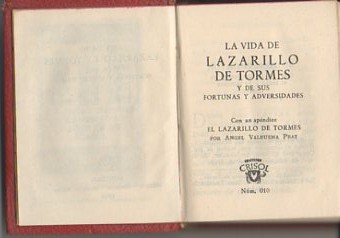 LA VIDA DE
LAZARILLO
DE TORMES
Y DE SUS
FORTUNAS Y ADVERSIDADES
Con un apéndice
EL LAZARILLO DE TORMES
POR ANGEL VALBUENA PRAT
CRISOL
Núm. 010